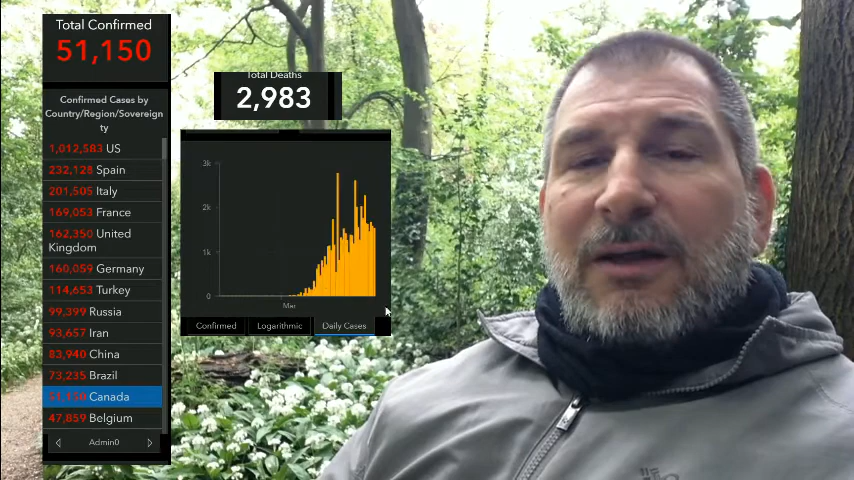 Total Confirmed
51,150
Confirmed Cases by
Country/Region/Sovereign
ty
1,012,583 US
232,128 Spain
201,505 Italy
169,053 France
162,350 United
Kingdom
160,059 Germany
114,653 Turkey
99,399 Russia
93,657 Iran
83,940 China
73,235 Brazil
51,150 Canada
47,859 Belgium
Admin0
Total Deaths
2,983
3k
2k
1k
0
Mar
Confirmed Logarithmic Daily Cases